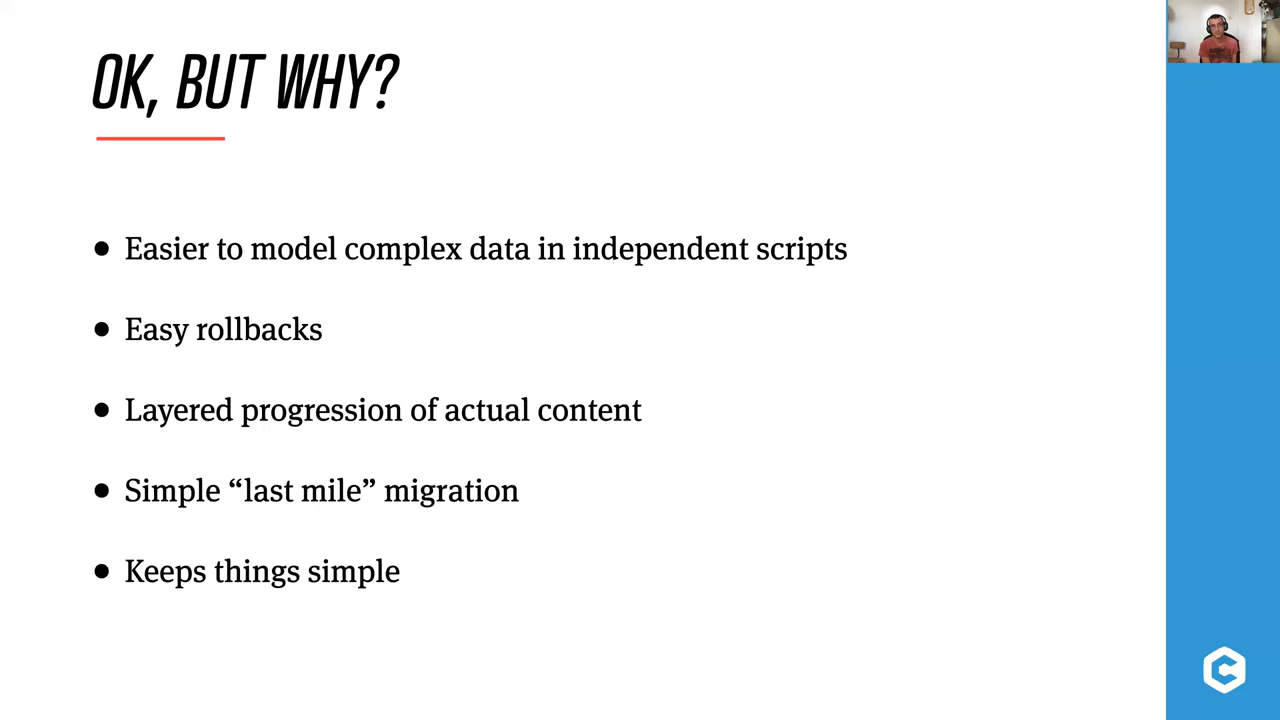 OK, BUT WHY?
● Easier to model complex data in independent scripts
● Easy rollbacks
● Layered progression of actual content
● Simple “last mile” migration
● Keeps things simple